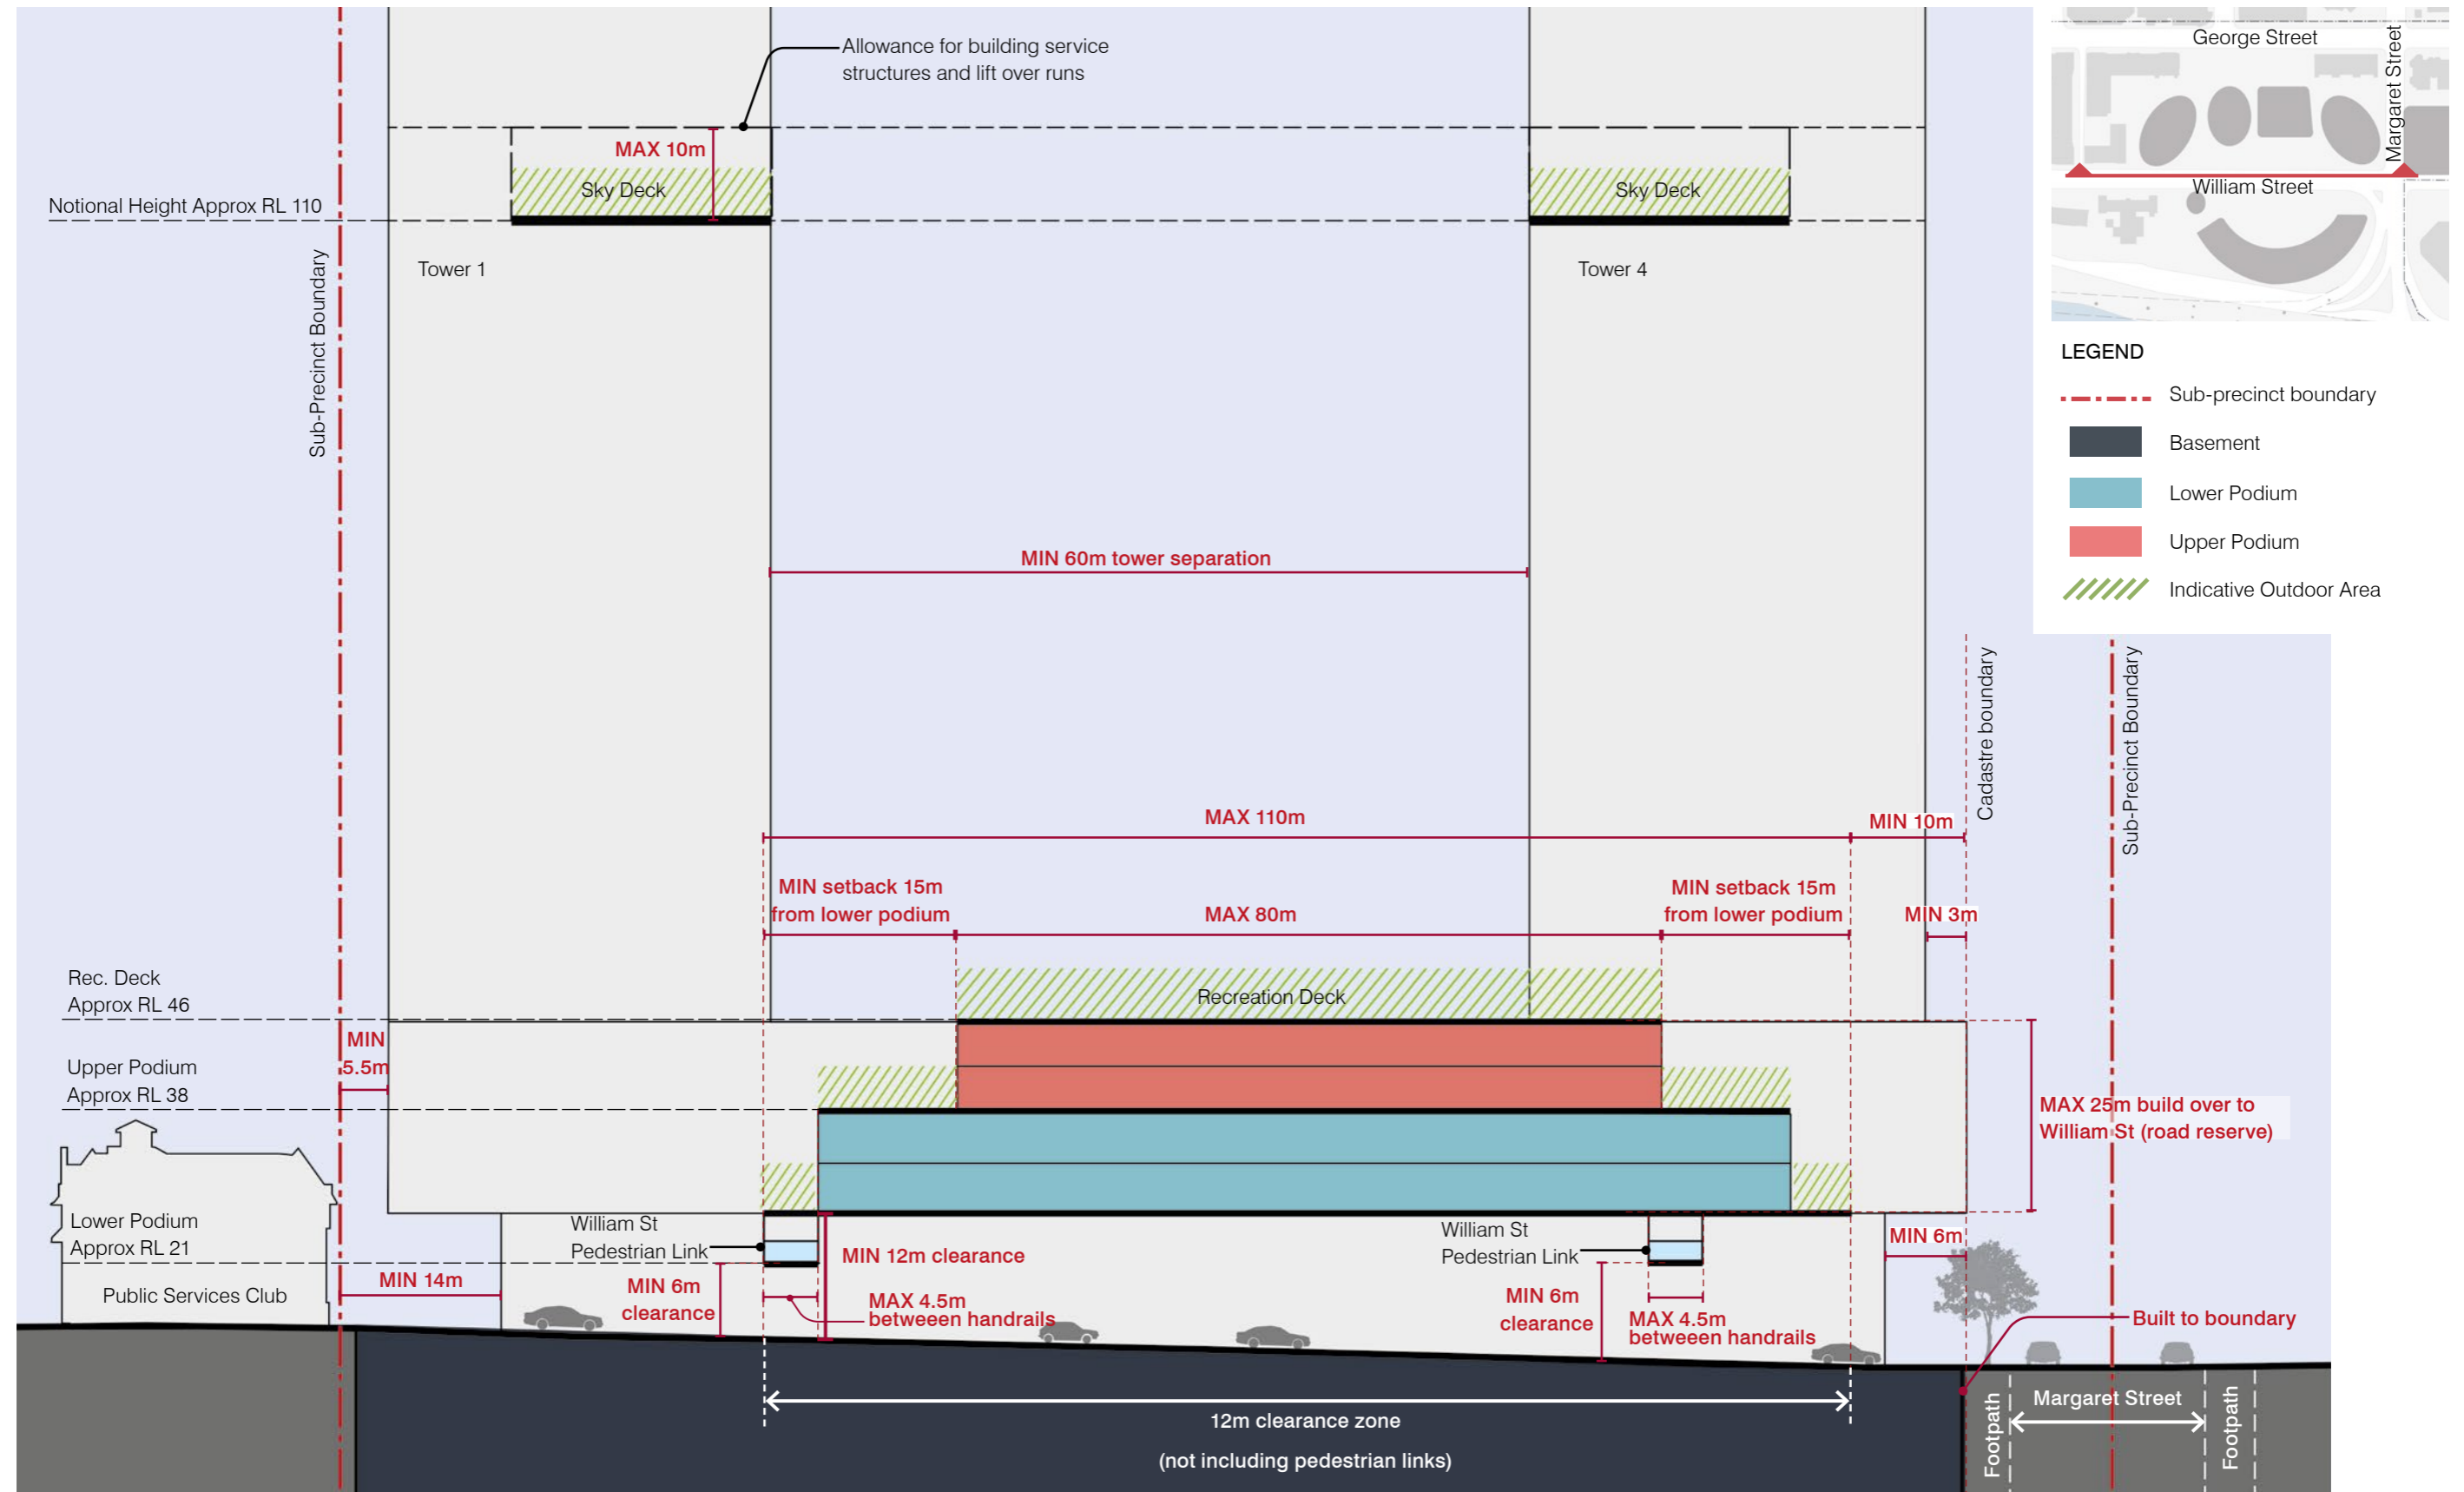 Allowance for building service
structures and lift over runs
MAX 10m
Sky Deck
Sky Deck
Notional Height Approx RL 110
Sub-Precinct Boundary
Tower 1
Tower 4
MIN 60m tower separation
George Street
Margaret Street
William Street
LEGEND
Sub-precinct boundary
Basement
Lower Podium
Upper Podium
Indicative Outdoor Area
Cadastre boundary
Sub-Precinct Boundary
MAX 110m
MIN 10m
MIN setback 15m
from lower podium
MAX 80m
MIN setback 15m
from lower podium
MIN 3m
Rec. Deck
Approx RL 46
Recreation Deck
MIN
5.5m
Upper Podium
Approx RL 38
MAX 25m build over to
William St (road reserve)
Lower Podium
Approx RL 21
Public Services Club
MIN 14m
William St
Pedestrian Link
MIN 6m
clearance
MIN 12m clearance
MAX 4.5m
betweeen handrails
William St
Pedestrian Link
MIN 6m
clearance
MAX 4.5m
betweeen handrails
MIN 6m
Built to boundary
12m clearance zone
(not including pedestrian links)
Footpath
Margaret Street
Footpath